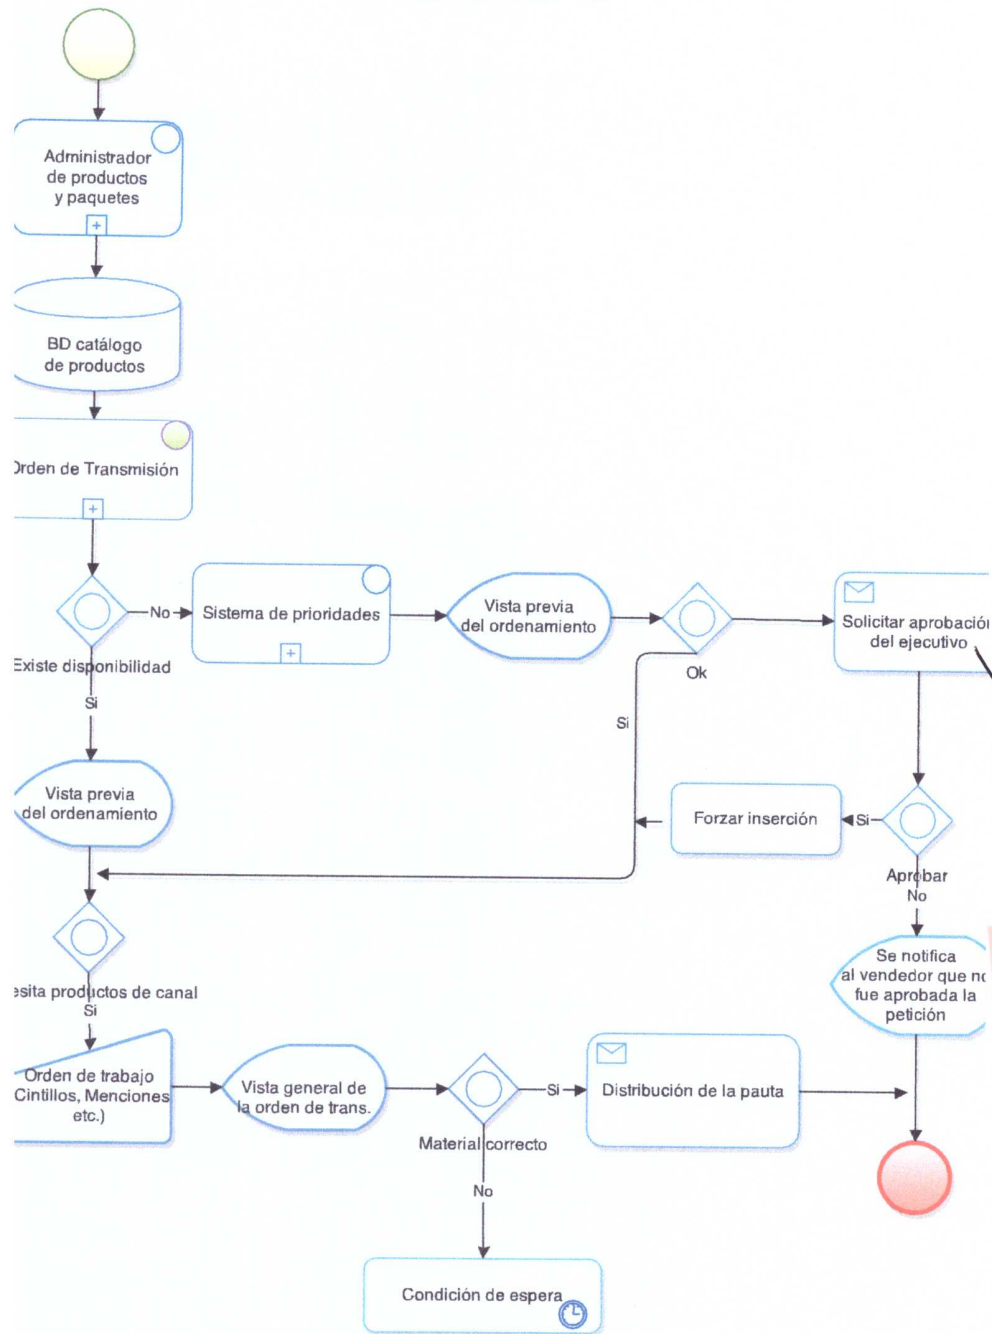 Administrador
de productos
y paquetes
BD catálogo
de productos
Orden de Transmisión
No
Sistema de prioridades
Vista previa
del ordenamiento
Ok
Solicitar aprobación
del ejecutivo
Existe disponibilidad
Si
Si
Vista previa
del ordenamiento
Forzar inserción
Si
Aprobar
No
Se notifica
al vendedor que no
fue aprobada la
petición
esita productos de canal
Si
Orden de trabajo
Cintillos, Menciones
etc.)
Vista general de
la orden de trans.
Si
Distribución de la pauta
Material correcto
No
Condición de espera